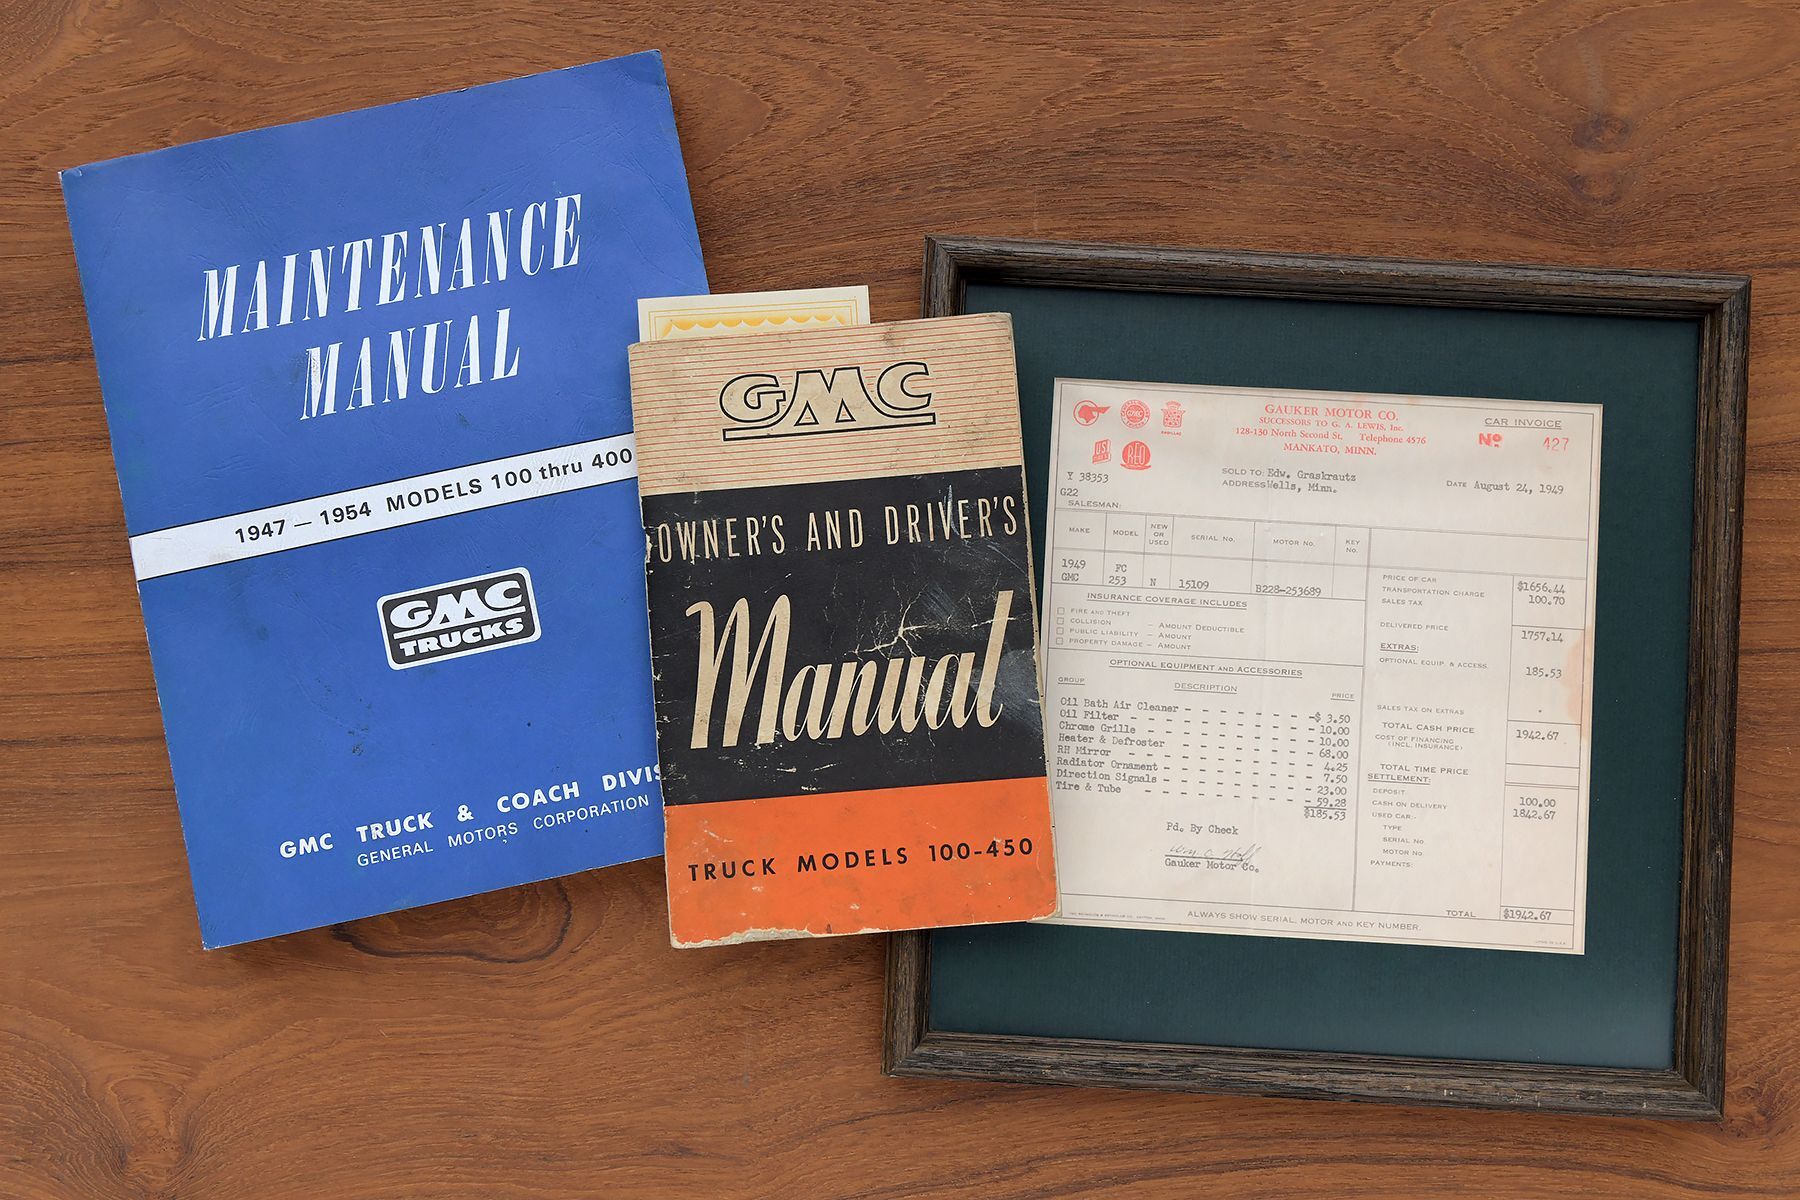 MAINTENANCE
MANUAL
1947 — 1954 MODELS 100 thru 400
GMC
TRUCKS
GMC TRUCK & COACH DIVIS
GENERAL MOTORS CORPORATION
GMC
OWNER'S AND DRIVER'S
Manual
TRUCK MODELS 100-450
GAUKER MOTOR CO.
SUCCESSORS TO G. A. LEWIS, Inc.
128-130 North Second St. Telephone 4576
MANKATO, MINN.
CAR INVOICE
No. 427
GMC
CADILLAC
REO
Y 38353
G22
SALESMAN:
SOLD TO: Edw. Graskrautz
ADDRESS Wells, Minn.
DATE August 24, 1949
MAKE MODEL NEW OR USED SERIAL No. MOTOR No. KEY No.
1949 GMC FC 253 N 15109 B228-253689
INSURANCE COVERAGE INCLUDES
FIRE AND THEFT
COLLISION — AMOUNT DEDUCTIBLE
PUBLIC LIABILITY — AMOUNT
PROPERTY DAMAGE — AMOUNT
OPTIONAL EQUIPMENT AND ACCESSORIES
GROUP DESCRIPTION PRICE
Oil Bath Air Cleaner - - - - - - - -$ 3.50
Oil Filter - - - - - - - - - - - 10.00
Chrome Grille - - - - - - - - - - 10.00
Heater & Defroster - - - - - - - - 68.00
RH Mirror - - - - - - - - - - - 4.25
Radiator Ornament - - - - - - - - - 7.50
Direction Signals - - - - - - - - - 23.00
Tire & Tube - - - - - - - - - - - 59.28
$185.53
Pd. By Check
Gauker Motor Co.
PRICE OF CAR $1656.44
TRANSPORTATION CHARGE 100.70
SALES TAX
DELIVERED PRICE 1757.14
EXTRAS:
OPTIONAL EQUIP. & ACCESS. 185.53
SALES TAX ON EXTRAS
TOTAL CASH PRICE 1942.67
COST OF FINANCING
(INCL. INSURANCE)
TOTAL TIME PRICE
SETTLEMENT:
DEPOSIT 100.00
CASH ON DELIVERY 1842.67
USED CAR:-
TYPE
SERIAL No.
MOTOR No.
PAYMENTS:
TOTAL $1942.67
ALWAYS SHOW SERIAL, MOTOR AND KEY NUMBER.